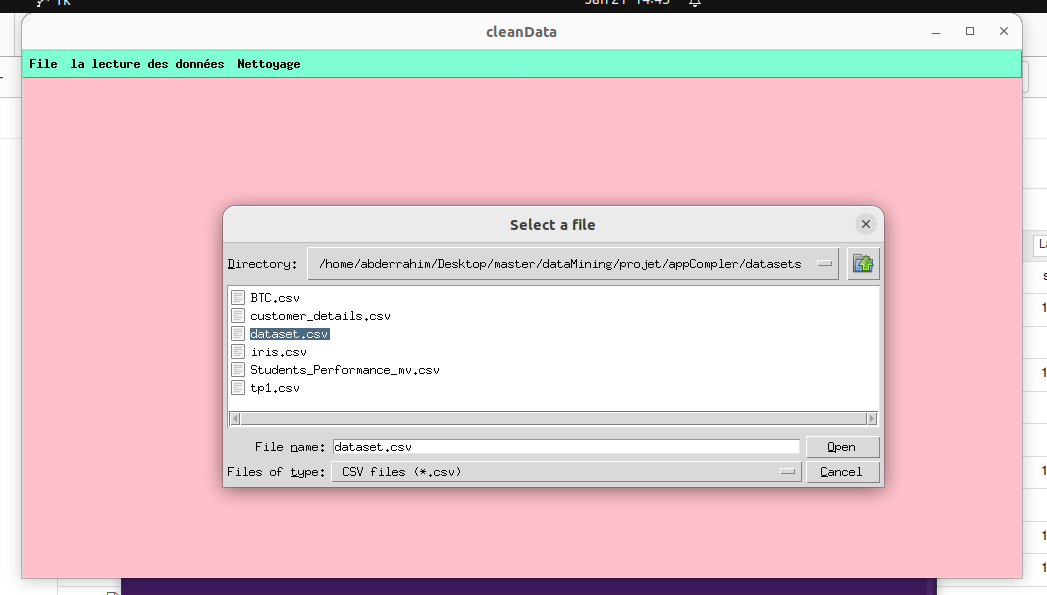 cleanData
File la lecture des données Nettoyage
Select a file
Directory: /home/abderrahim/Desktop/master/dataMining/projet/appCompler/datasets
BTC.csv
customer_details.csv
dataset.csv
iris.csv
Students_Performance_mv.csv
tp1.csv
File name: dataset.csv Open
Files of type: CSV files (*.csv) Cancel